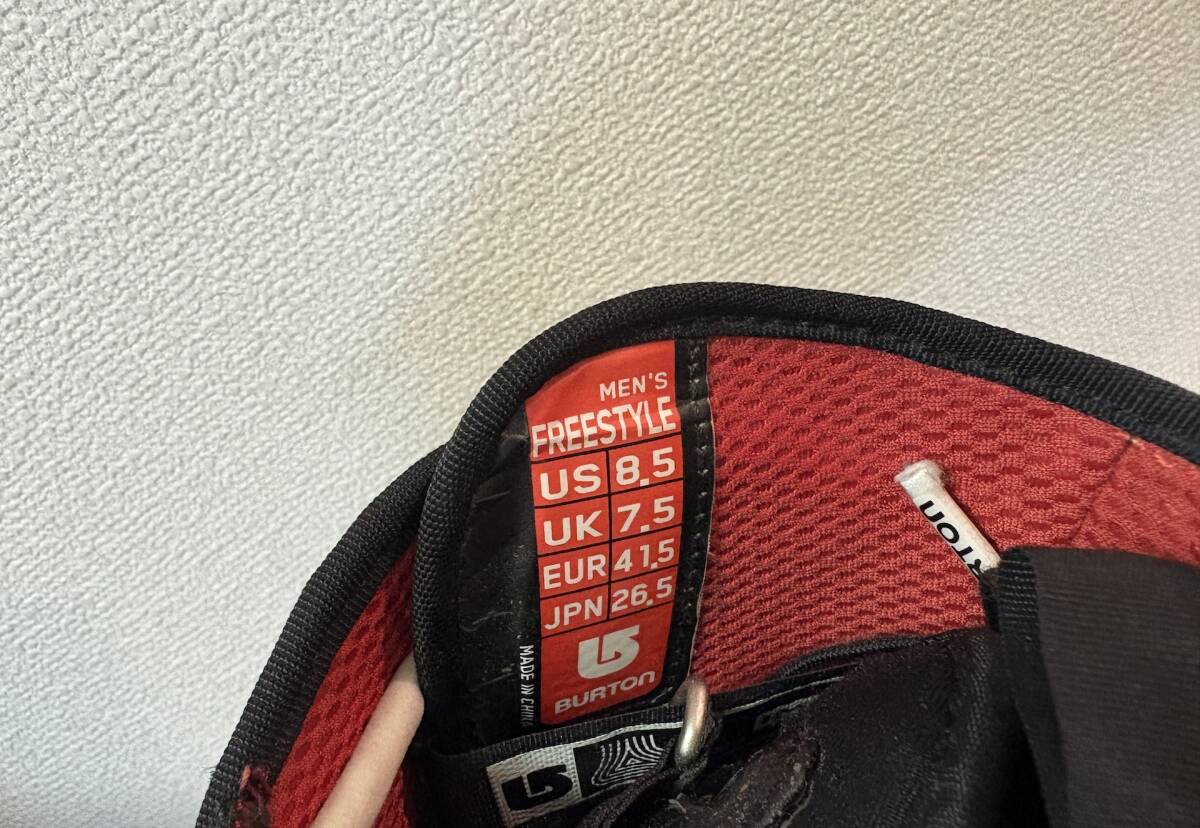 MEN'S
FREESTYLE
US 8.5
UK 7.5
EUR 41.5
JPN 26.5
BURTON
MADE IN CHINA